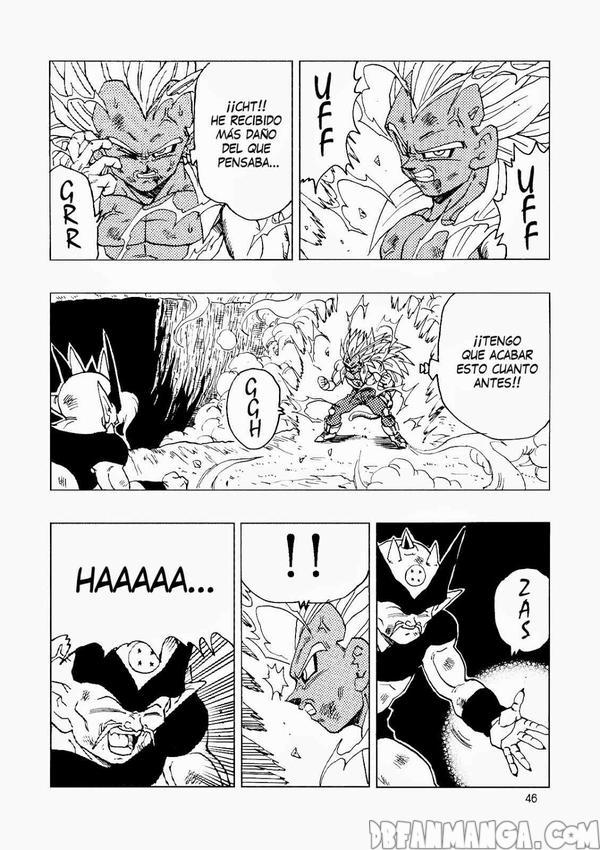 UFF
UFF
¡¡CHT!!
HE RECIBIDO
MÁS DAÑO
DEL QUE
PENSABA...
GRR
¡¡TENGO
QUE ACABAR
ESTO CUANTO
ANTES!!
GGH
ZAS
!!
HAAAAA...
46
DBFANMANGA.COM